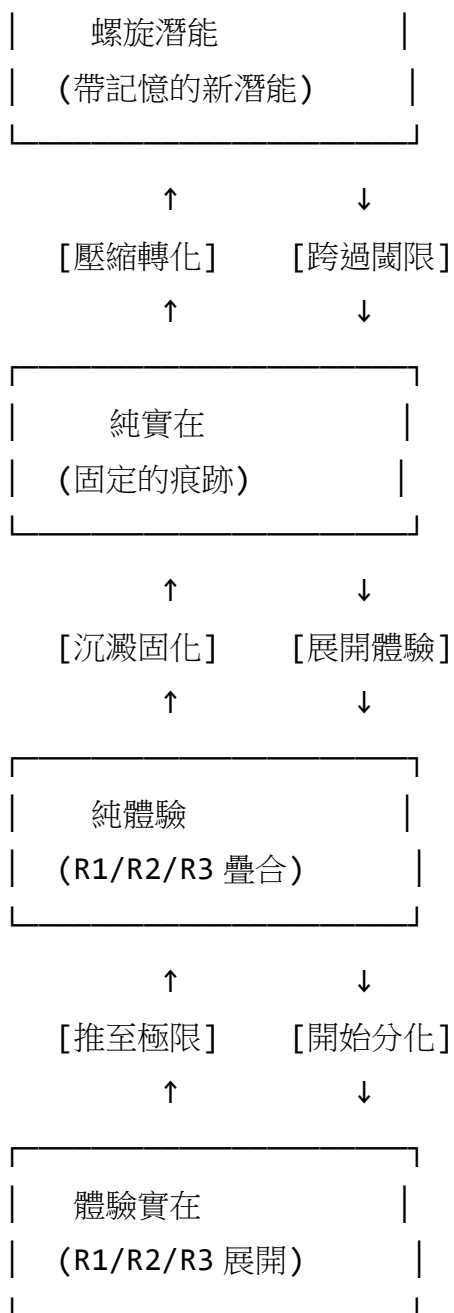 螺旋潛能
(帶記憶的新潛能)
↑ ↓
[壓縮轉化] [跨過閾限]
↑ ↓
純實在
(固定的痕跡)
↑ ↓
[沉澱固化] [展開體驗]
↑ ↓
純體驗
(R1/R2/R3 疊合)
↑ ↓
[推至極限] [開始分化]
↑ ↓
體驗實在
(R1/R2/R3 展開)